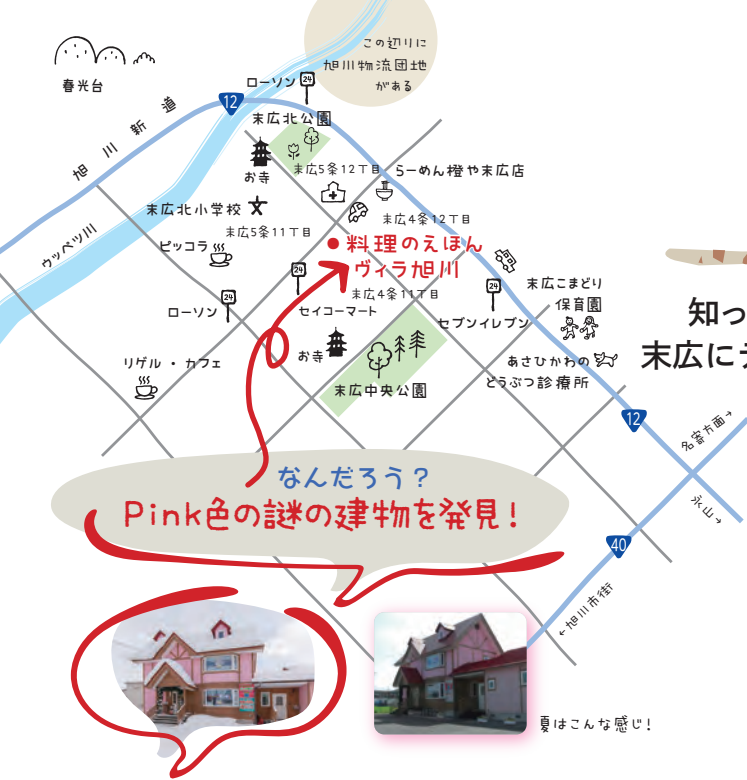 この辺りに
旭川物流団地
がある
春光台
ローソン
24
12
旭川新道
末広北公園
お寺
末広5条12丁目
らーめん橙や末広店
末広北小学校
末広4条12丁目
ウッペツ川
末広5条11丁目
ピッコラ
料理のえほん
ヴィラ旭川
末広4条11丁目
24
ローソン
24
セイコーマート
24
セブンイレブン
末広こまどり
保育園
お寺
リゲル・カフェ
末広中央公園
あさひかわの
どうぶつ診療所
知っ
末広に
12
名寄方面→
永山→
40
←旭川市街
なんだろう?
Pink色の謎の建物を発見!
夏はこんな感じ!